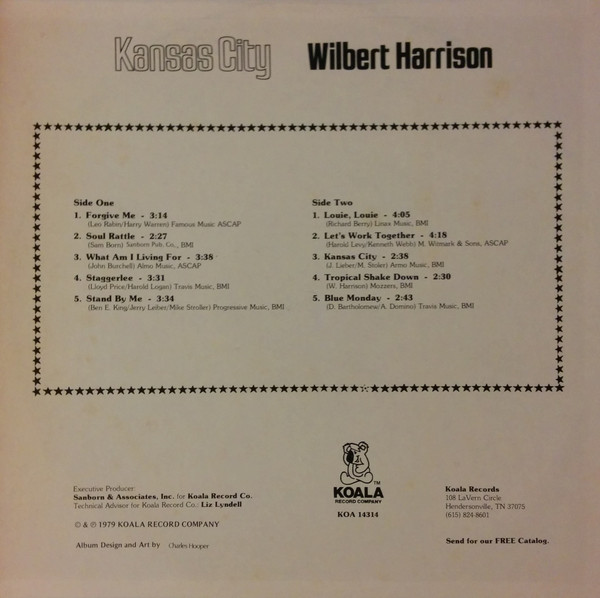 Kansas City Wilbert Harrison
Side One
1. Forgive Me - 3:14
(Leo Rabin/Harry Warren) Famous Music ASCAP
2. Soul Rattle - 2:27
(Sam Born) Sanborn Pub. Co., BMI
3. What Am I Living For - 3:38
(John Burchell) Almo Music, ASCAP
4. Staggerlee - 3:31
(Lloyd Price/Harold Logan) Travis Music, BMI
5. Stand By Me - 3:34
(Ben E. King/Jerry Leiber/Mike Stroller) Progressive Music, BMI
Side Two
1. Louie, Louie - 4:05
(Richard Berry) Limax Music, BMI
2. Let's Work Together - 4:18
(Harold Levy/Kenneth Webb) M. Witmark & Sons, ASCAP
3. Kansas City - 2:38
(J. Lieber/M. Stoler) Armo Music, BMI
4. Tropical Shake Down - 2:30
(W. Harrison) Mozzers, BMI
5. Blue Monday - 2:43
(D. Bartholomew/A. Domino) Travis Music, BMI
Executive Producer:
Sanborn & Associates, Inc. for Koala Record Co.
Technical Advisor for Koala Record Co.: Liz Lyndell
© & ℗ 1979 KOALA RECORD COMPANY
Album Design and Art by Charles Hooper
TM
KOALA
RECORD COMPANY
KOA 14314
Koala Records
108 LaVern Circle
Hendersonville, TN 37075
(615) 824-8601
Send for our FREE Catalog.